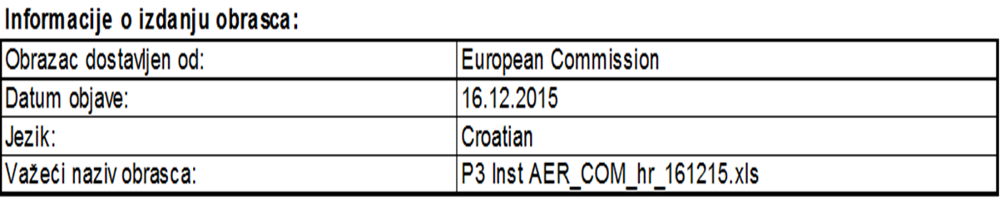 Informacije o izdanju obrasca:
Obrazac dostavljen od: European Commission
Datum objave: 16.12.2015
Jezik: Croatian
Važeći naziv obrasca: P3 Inst AER_COM_hr_161215.xls